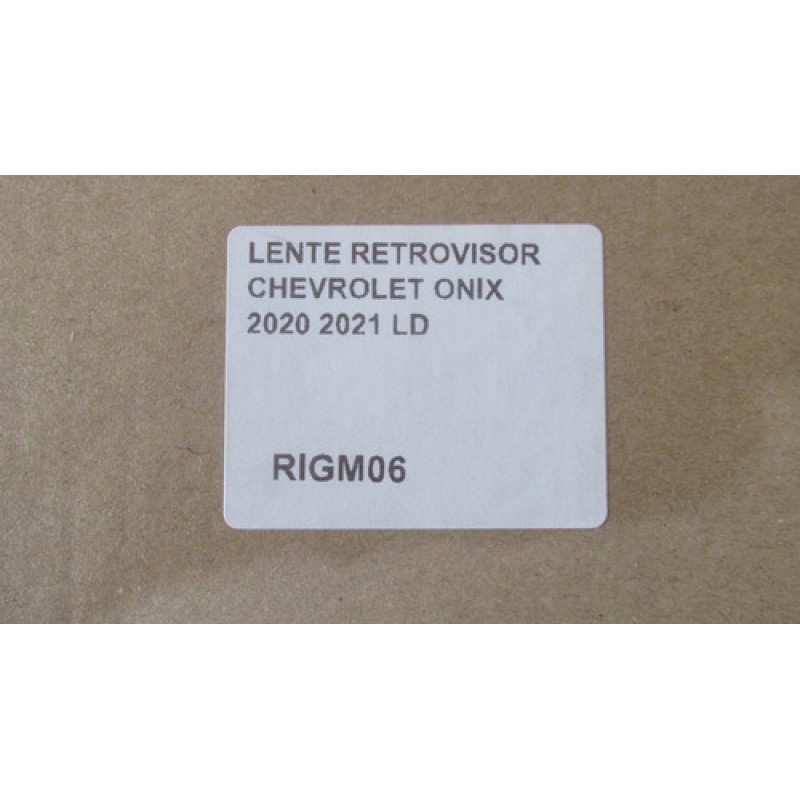 LENTE RETROVISOR
CHEVROLET ONIX
2020 2021 LD
RIGM06